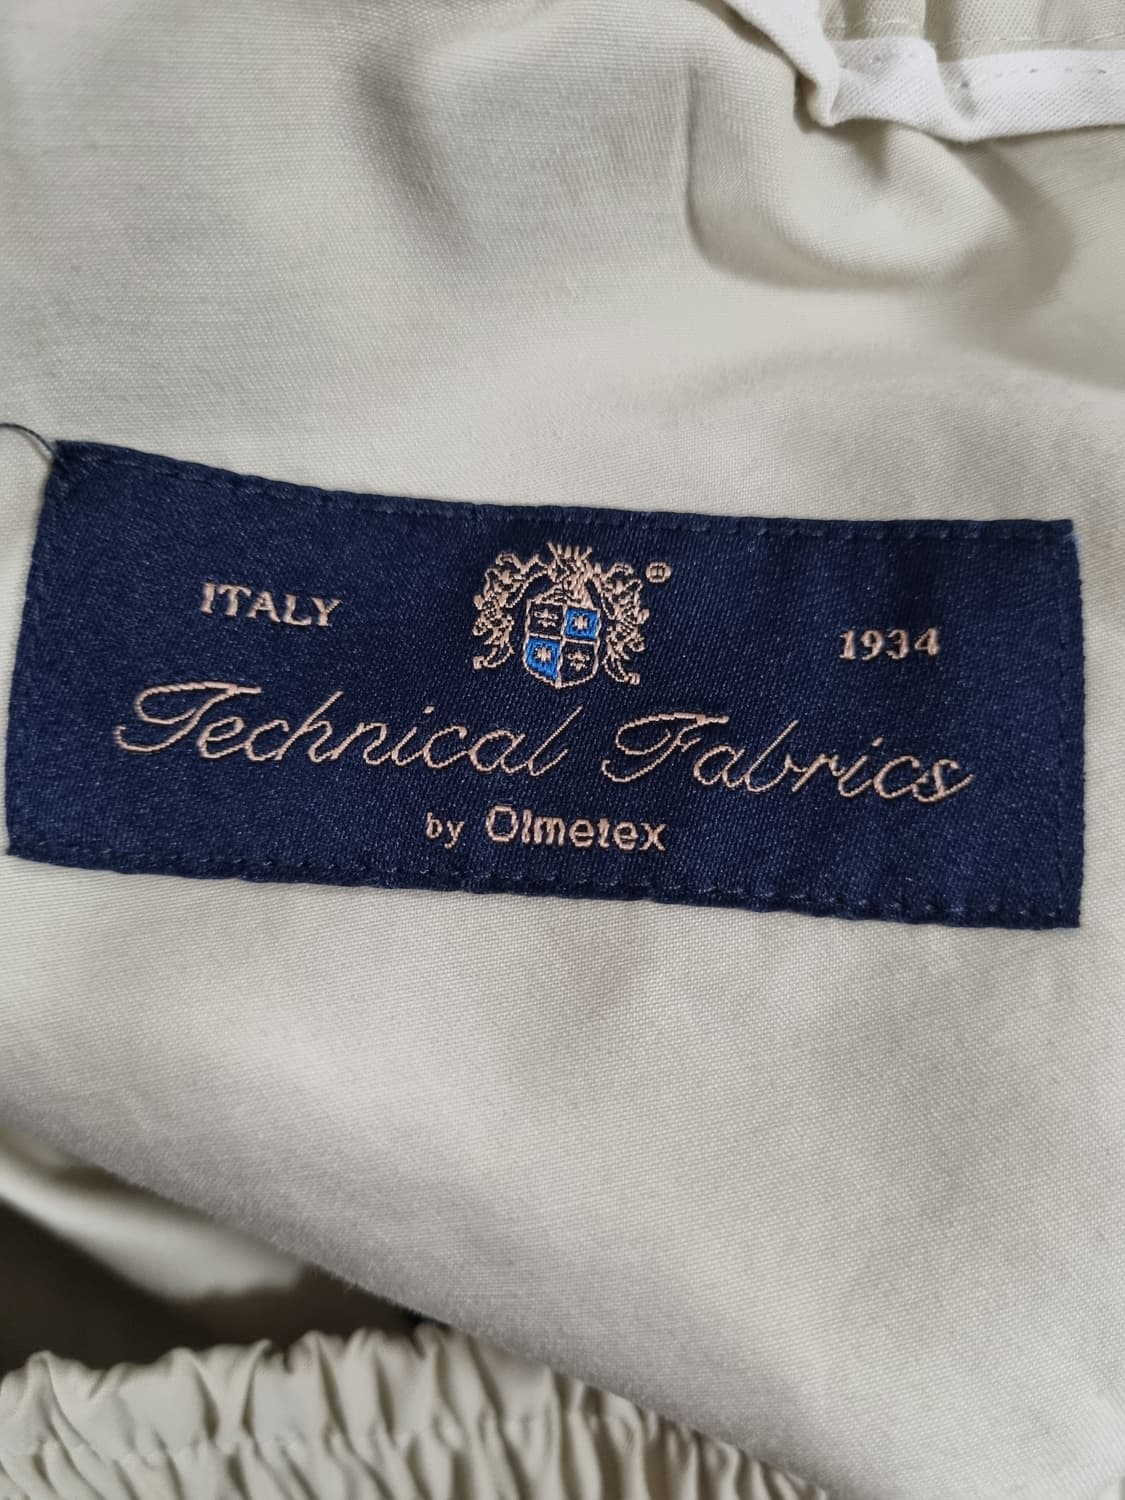 ITALY
1934
Technical Fabrics
by Olmetex